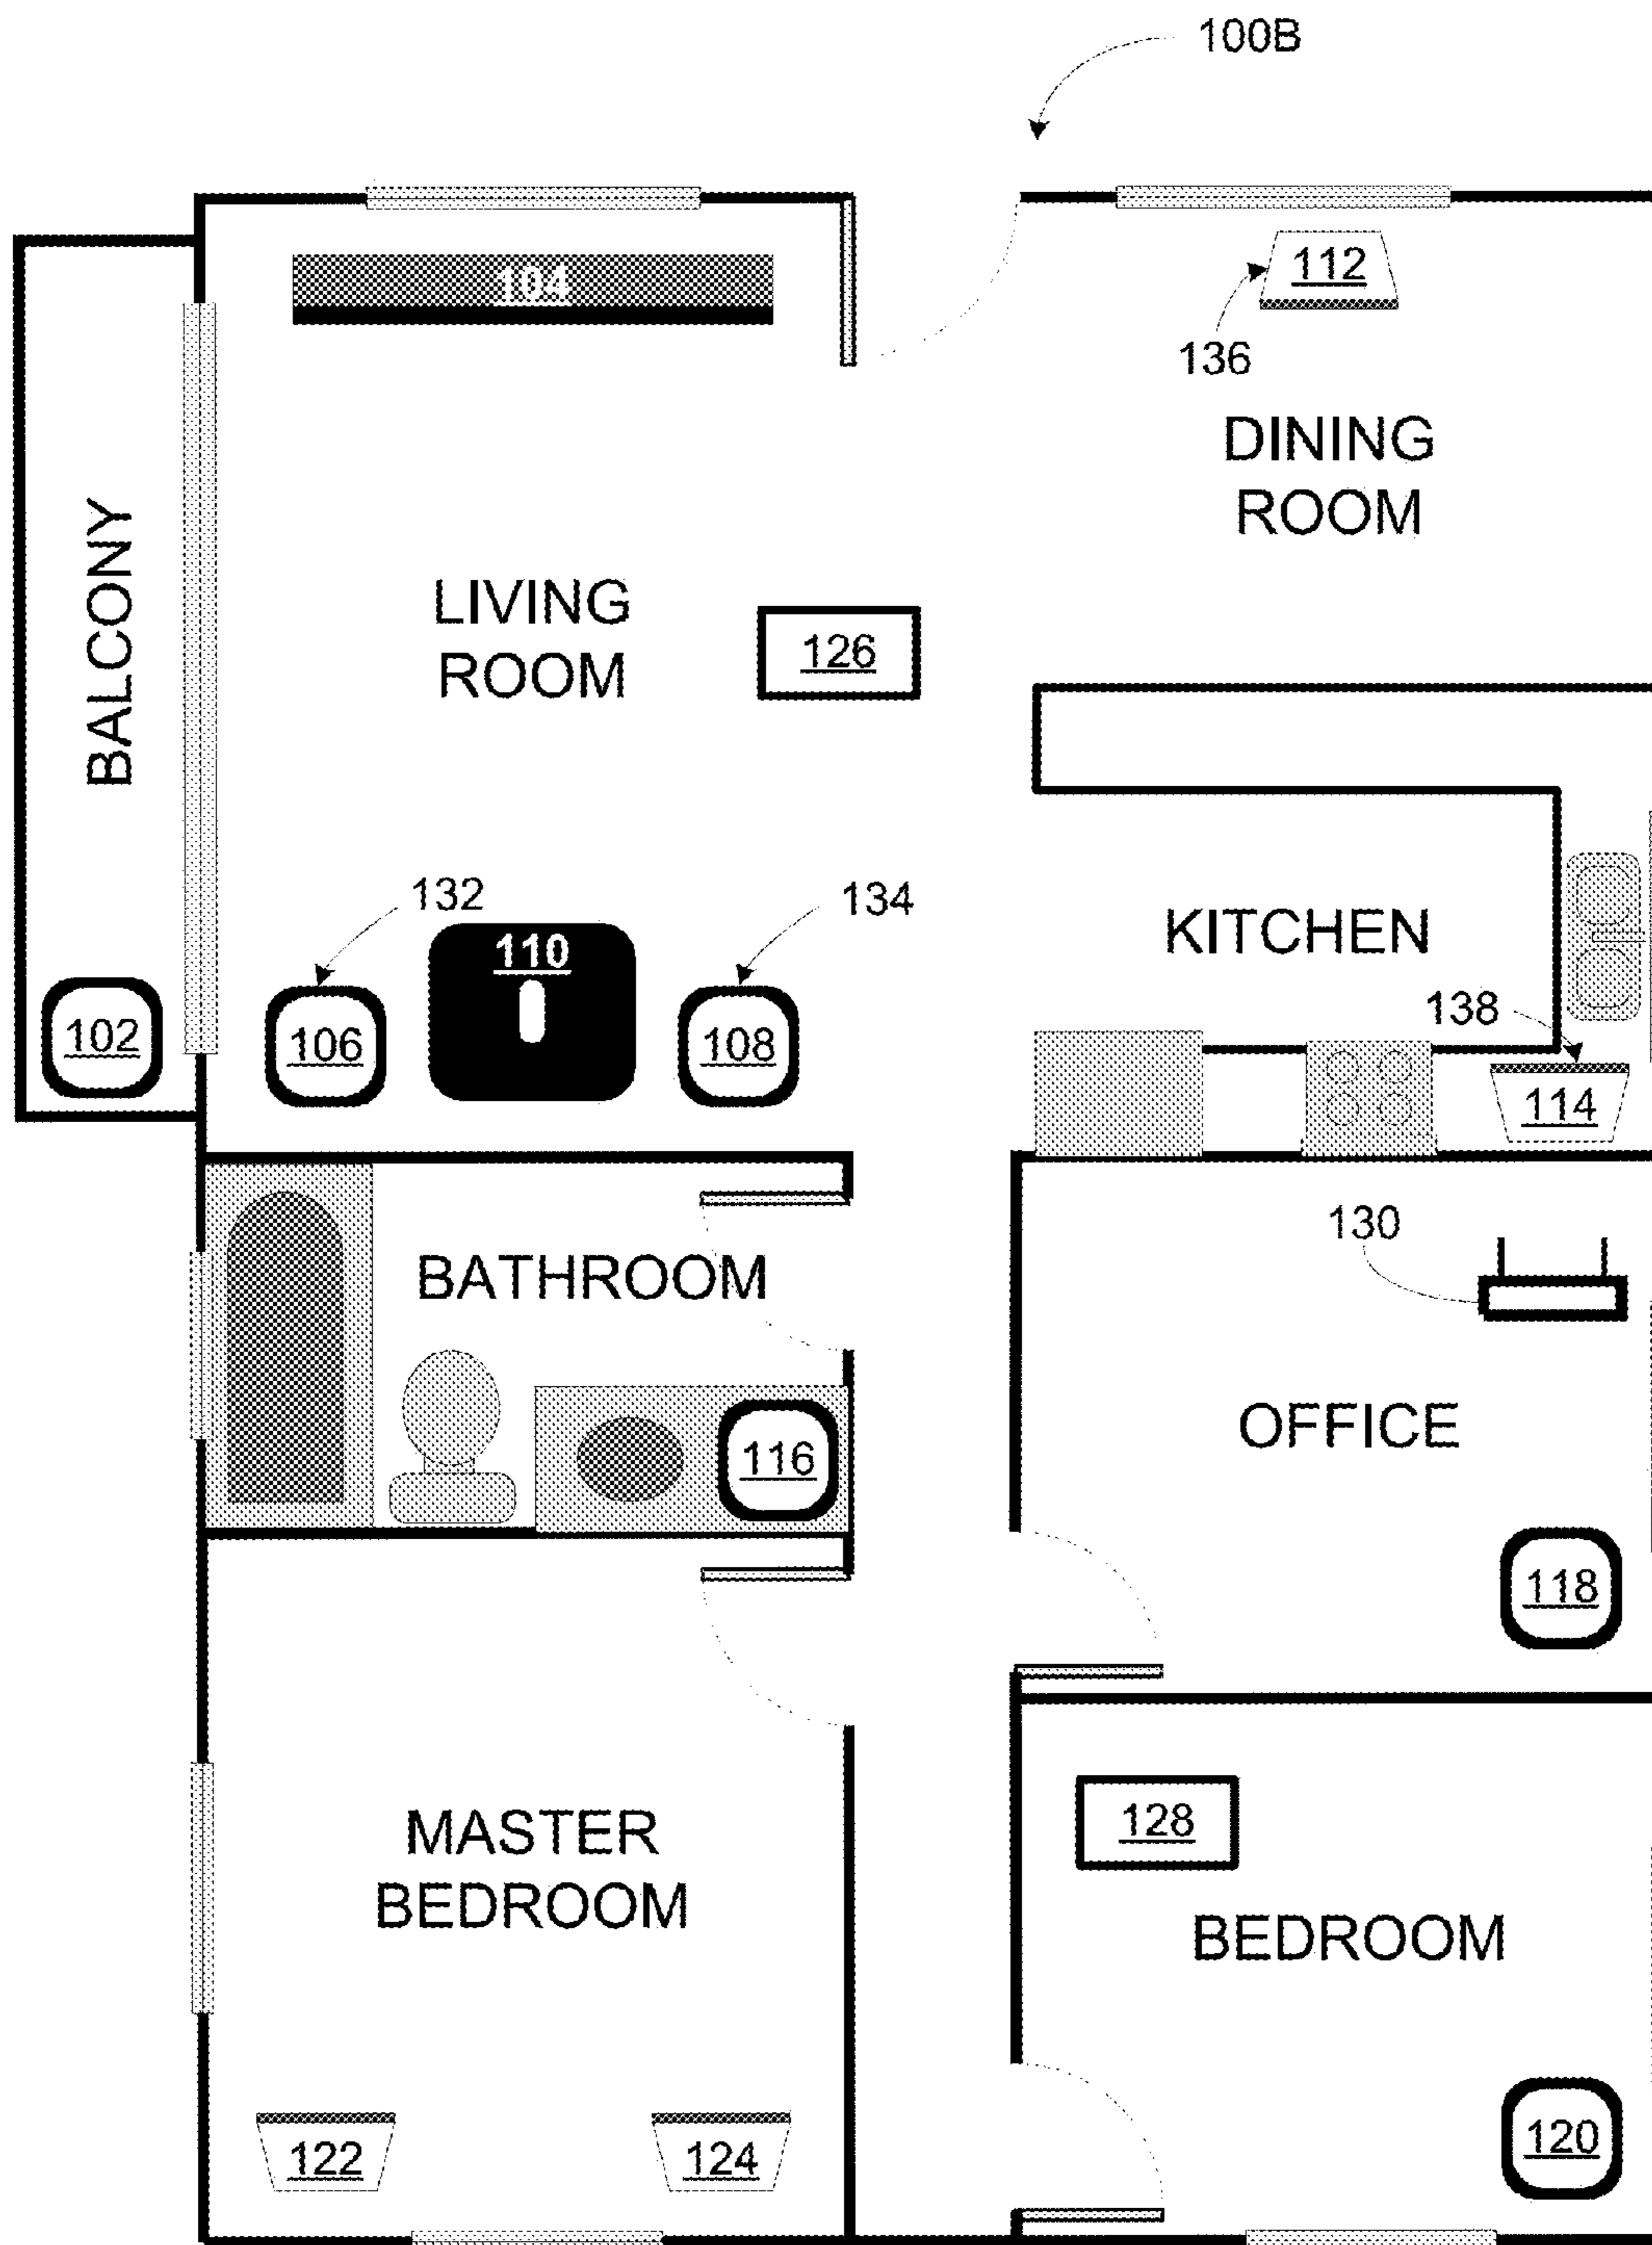 100B
104
112
136
DINING
ROOM
BALCONY
LIVING
ROOM
126
132
110
134
KITCHEN
102
106
108
138
114
130
BATHROOM
OFFICE
116
118
MASTER
BEDROOM
128
BEDROOM
122
124
120